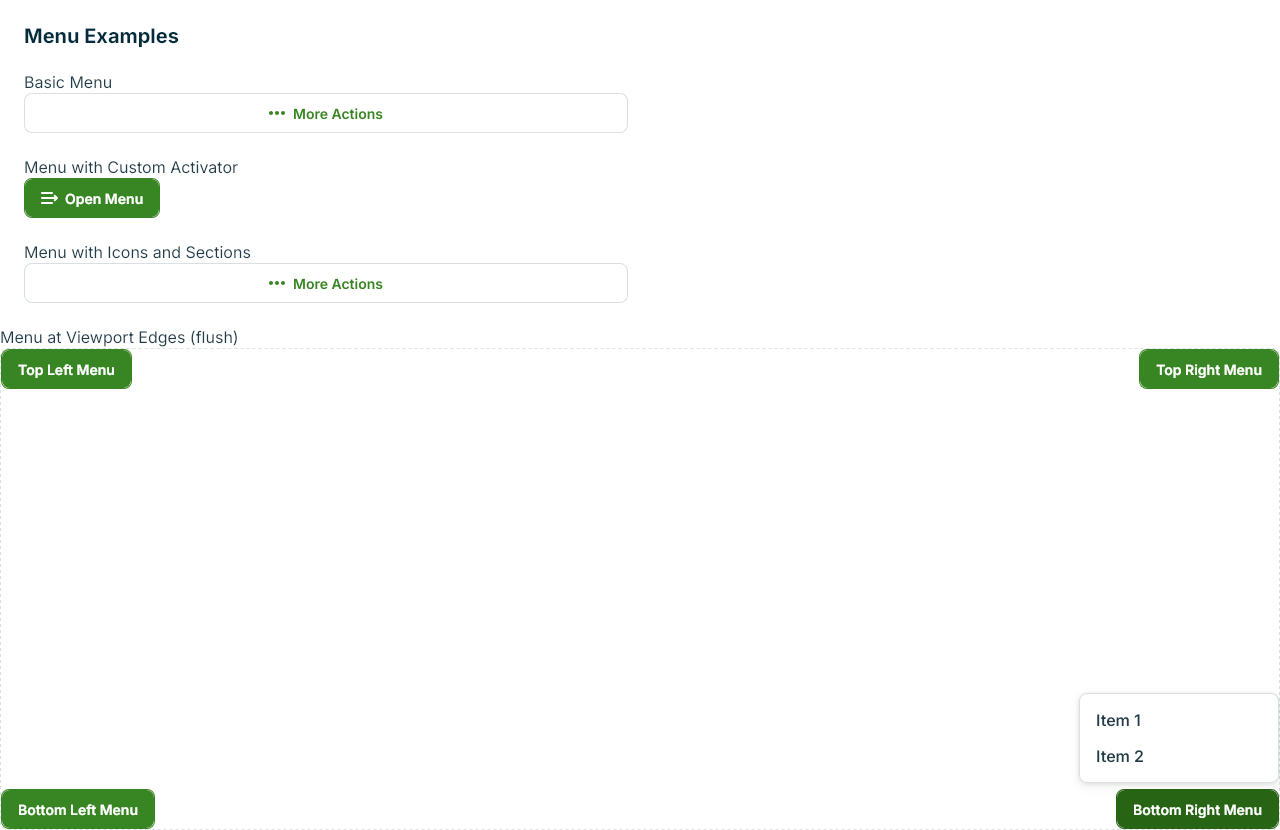 Menu Examples
Basic Menu
More Actions
Menu with Custom Activator
Open Menu
Menu with Icons and Sections
More Actions
Menu at Viewport Edges (flush)
Top Left Menu
Top Right Menu
Item 1
Item 2
Bottom Left Menu
Bottom Right Menu